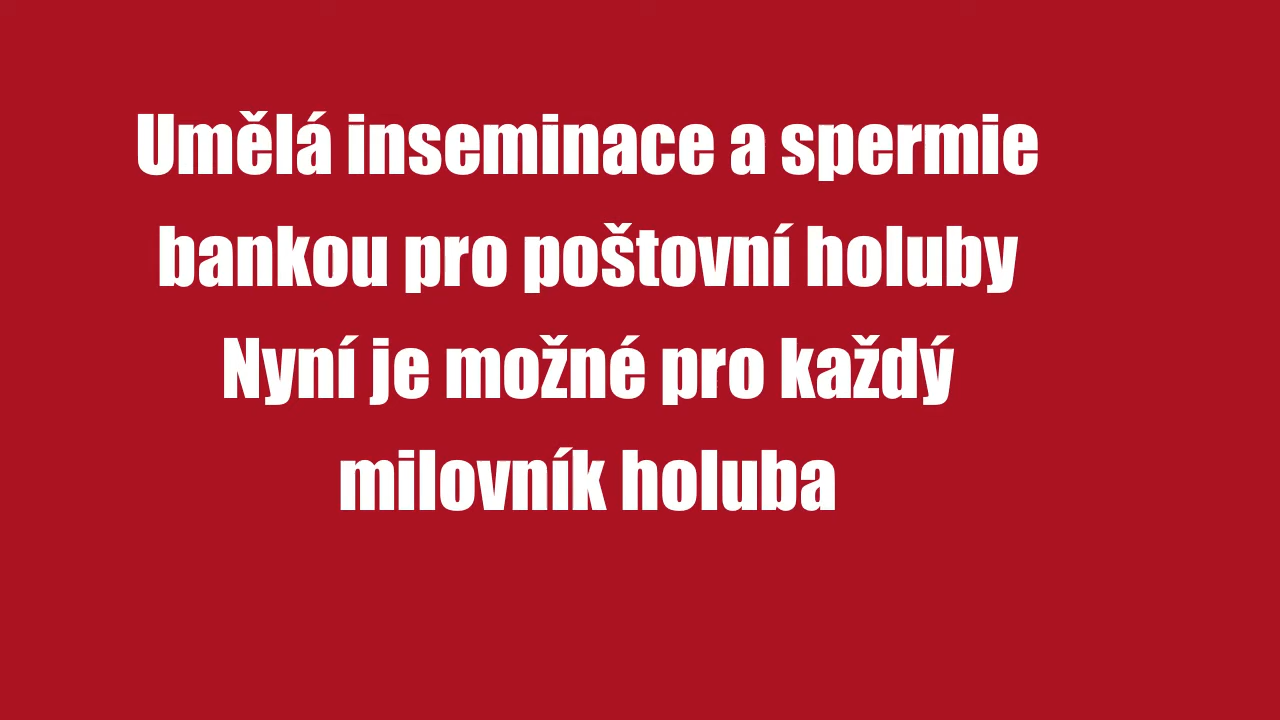 Umělá inseminace a spermie
bankou pro poštovní holuby
Nyní je možné pro každý
milovník holuba